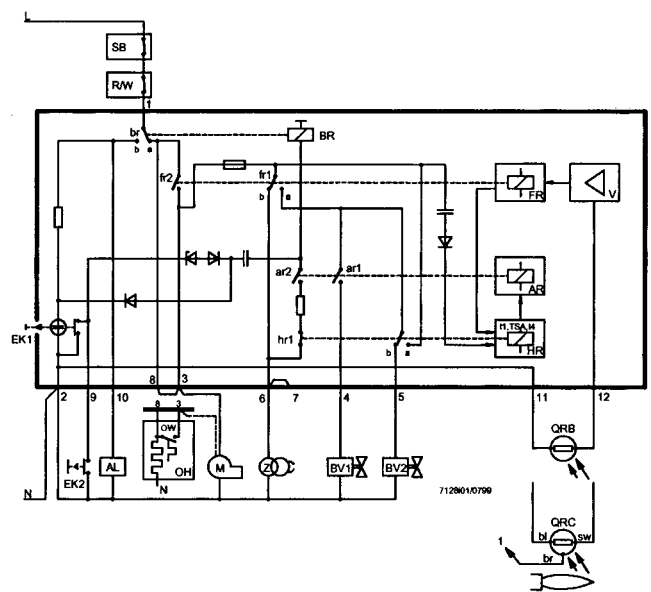 L
SB
R/W
1
br
BR
b a
fr2
fr1
b a
FR
V
ar2
ar1
AR
t1,TSA,t4
HR
hr1
b a
EK1
2 9 10 8 3 6 7 4 5 11 12
8 3
OW
OH
N
EK2
AL
M
Z
BV1
BV2
QRB
N
7128t01/0799
QRC
bl sw
br
1